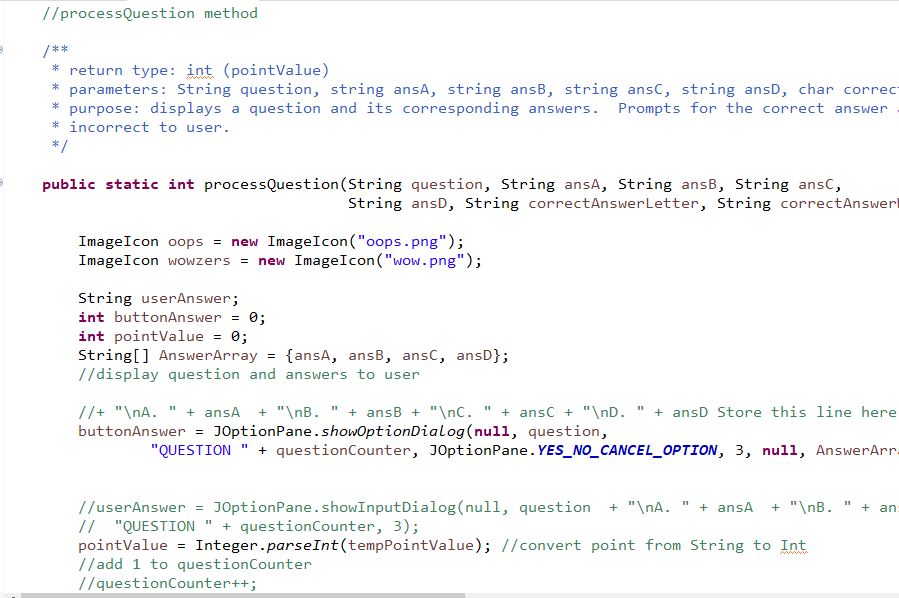 //processQuestion method
/**
* return type: int (pointValue)
* parameters: String question, string ansA, string ansB, string ansC, string ansD, char correc
* purpose: displays a question and its corresponding answers.  Prompts for the correct answer
* incorrect to user.
*/
public static int processQuestion(String question, String ansA, String ansB, String ansC,
String ansD, String correctAnswerLetter, String correctAnswer
ImageIcon oops = new ImageIcon("oops.png");
ImageIcon wowzers = new ImageIcon("wow.png");
String userAnswer;
int buttonAnswer = 0;
int pointValue = 0;
String[] AnswerArray = {ansA, ansB, ansC, ansD};
//display question and answers to user
//+ "\nA. " + ansA  + "\nB. " + ansB + "\nC. " + ansC + "\nD. " + ansD Store this line here
buttonAnswer = JOptionPane.showOptionDialog(null, question,
"QUESTION " + questionCounter, JOptionPane.YES_NO_CANCEL_OPTION, 3, null, AnswerArr
//userAnswer = JOptionPane.showInputDialog(null, question  + "\nA. " + ansA  + "\nB. " + an
//  "QUESTION " + questionCounter, 3);
pointValue = Integer.parseInt(tempPointValue); //convert point from String to Int
//add 1 to questionCounter
//questionCounter++;